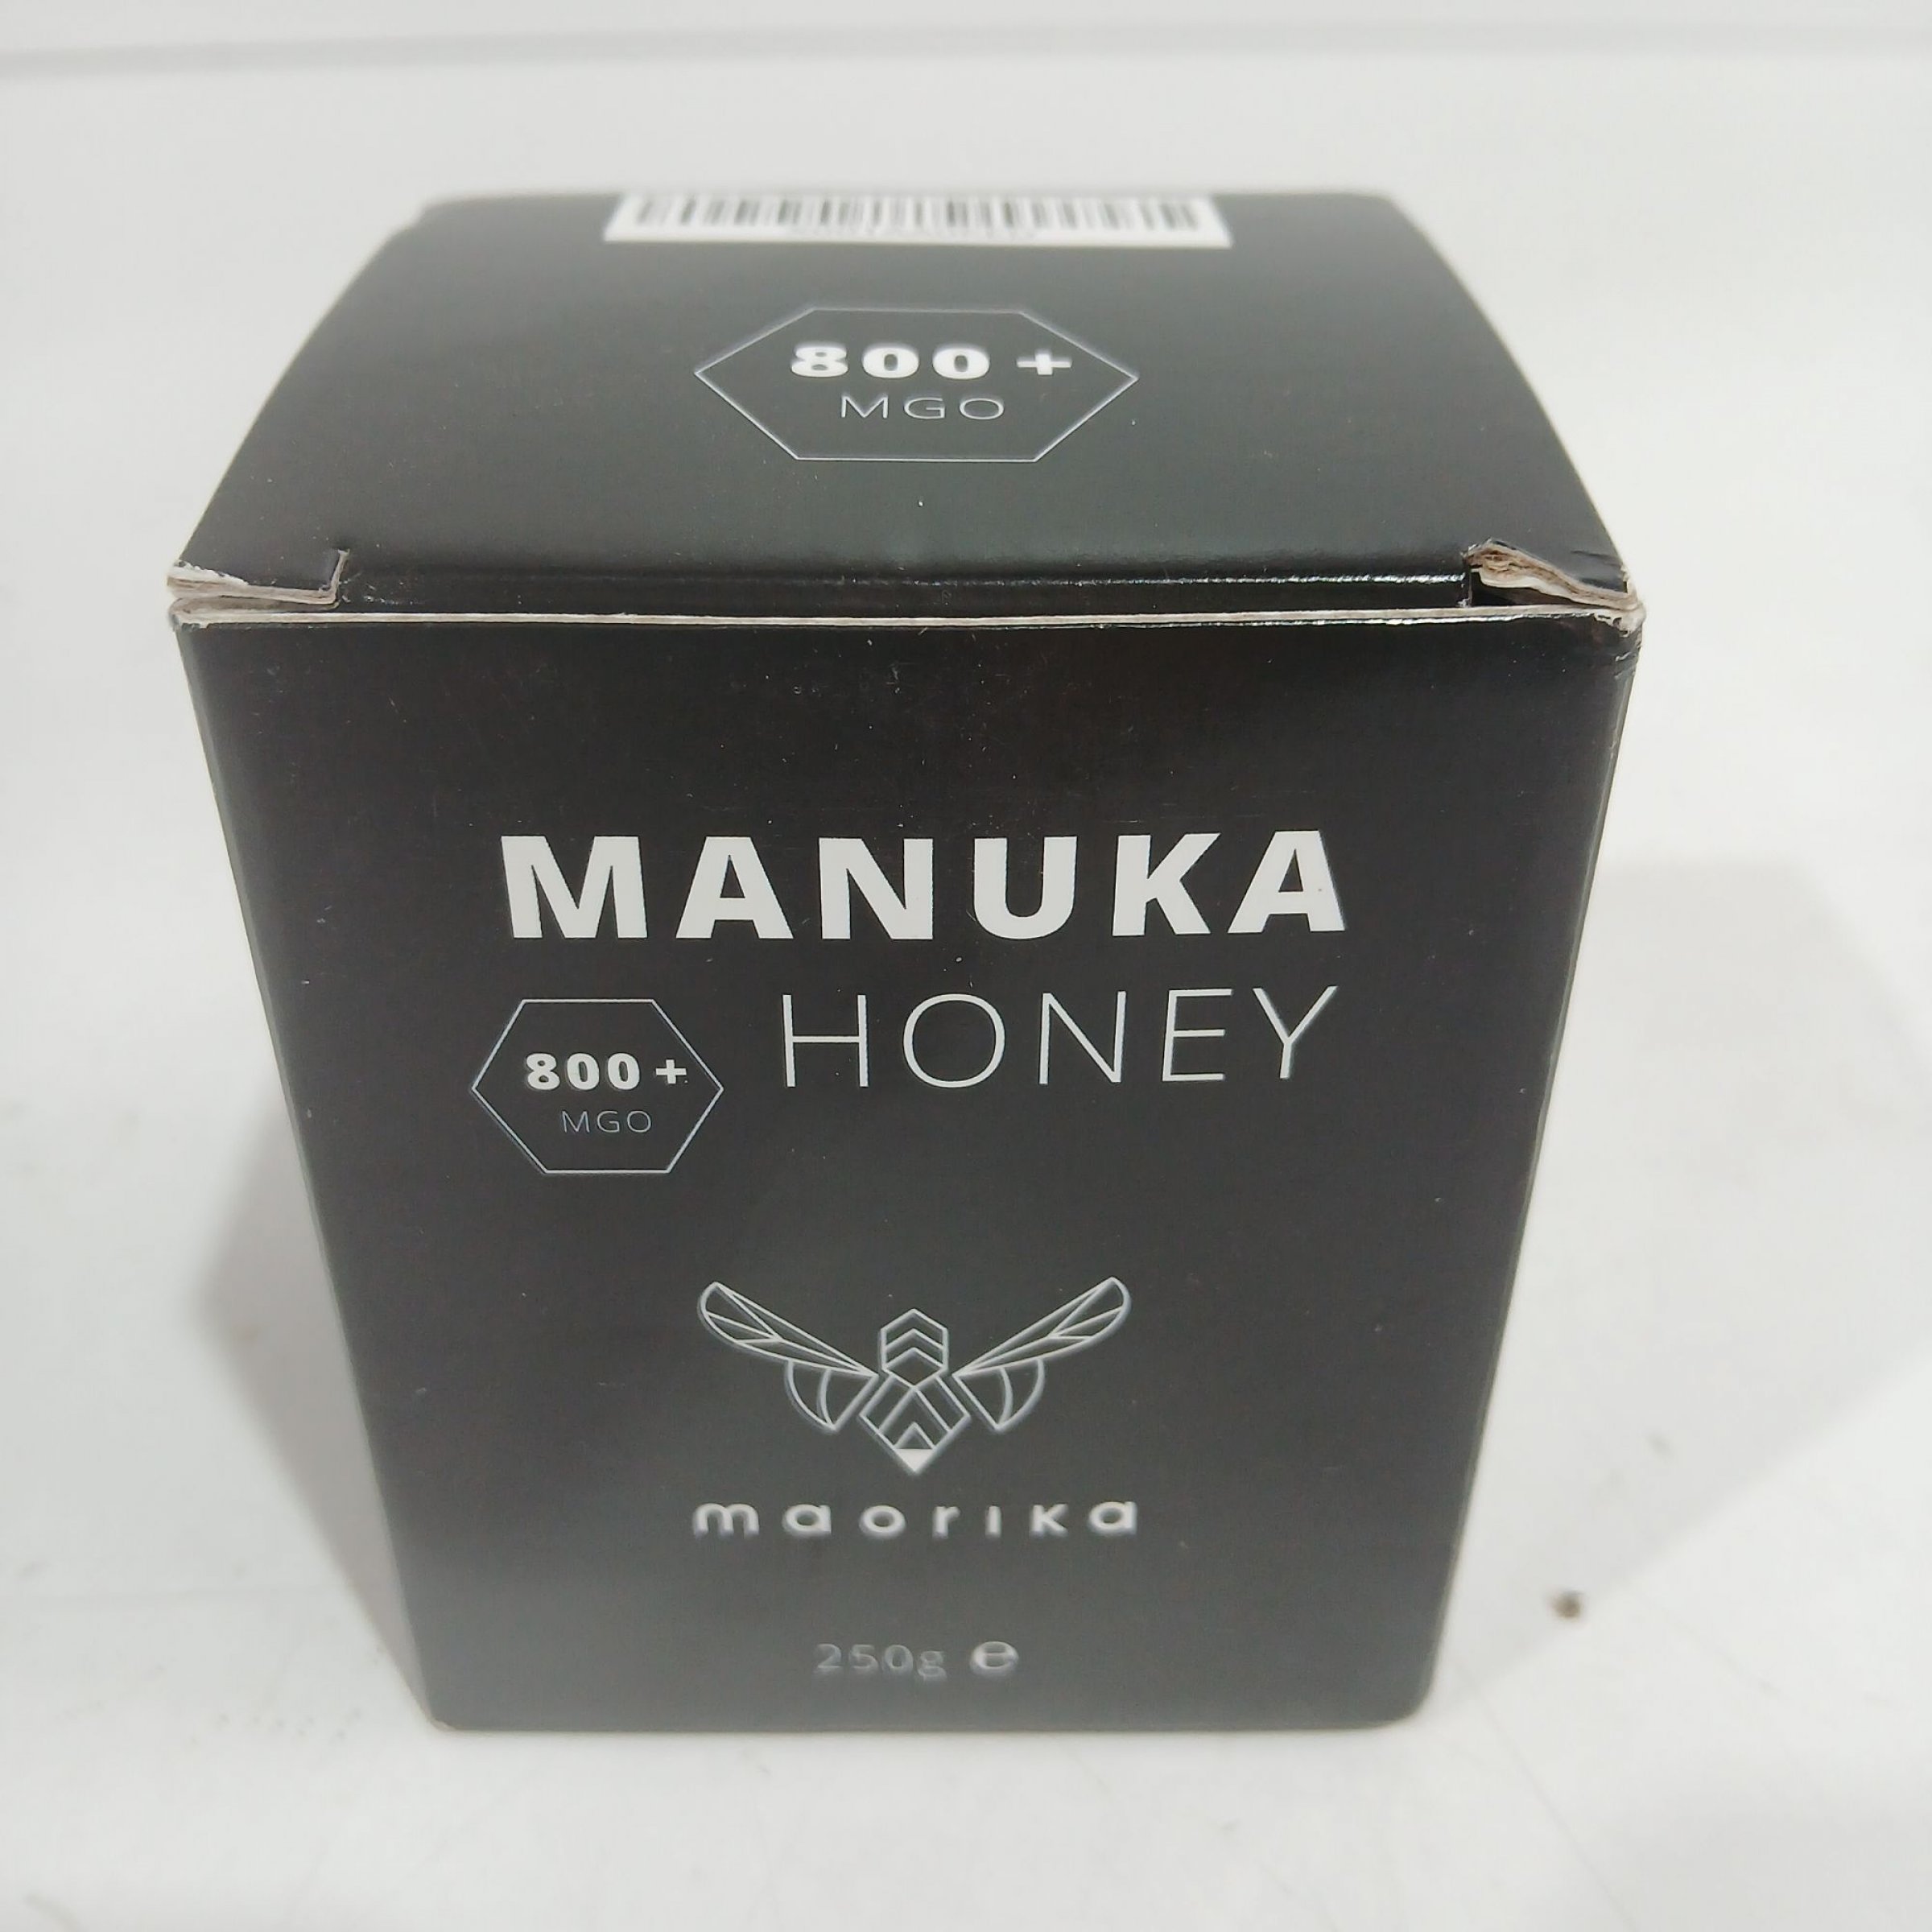 800+
MGO
MANUKA
HONEY
800+
MGO
maorika
250g ℮